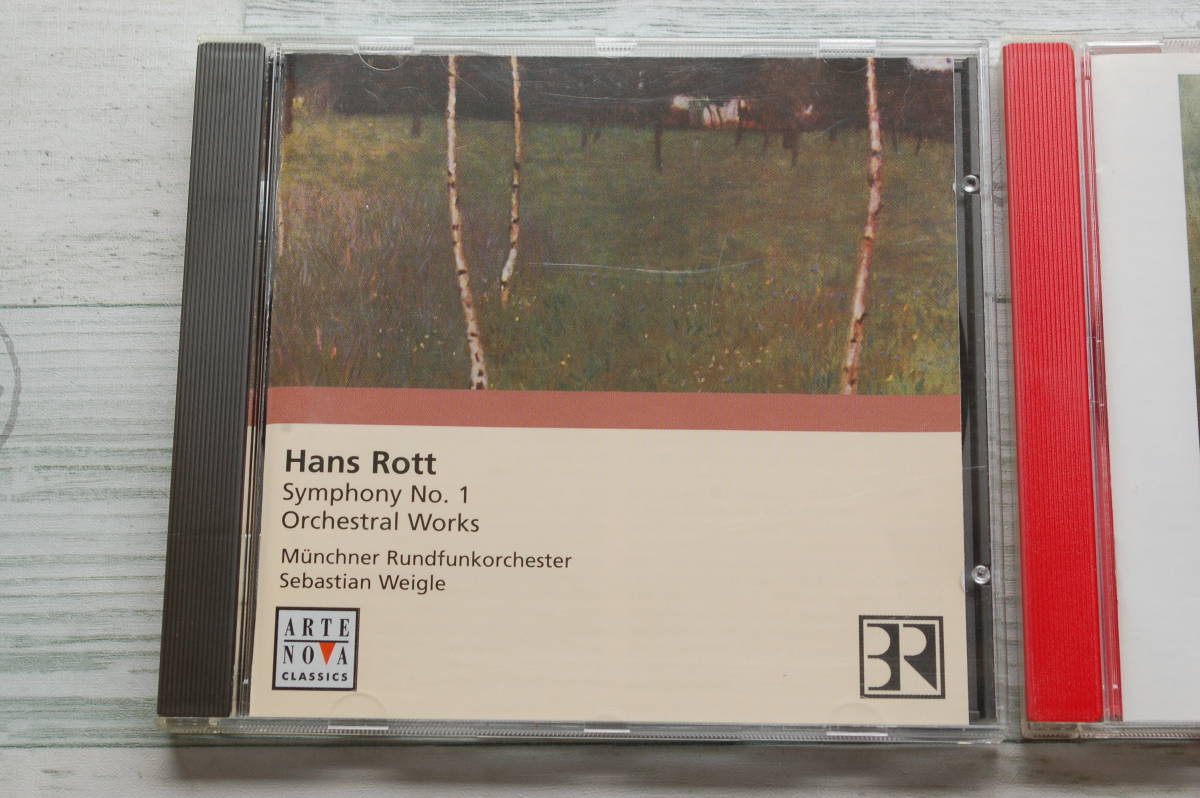 Hans Rott
Symphony No. 1
Orchestral Works
Münchner Rundfunkorchester
Sebastian Weigle
ARTE
NOVA
CLASSICS
BR